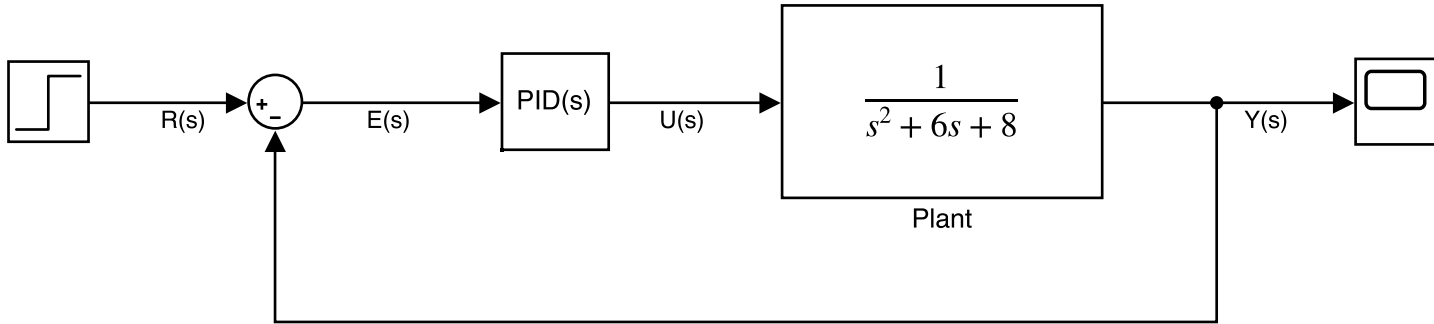 R(s)
+
−
E(s)
PID(s)
U(s)
1
s² + 6s + 8
Plant
Y(s)